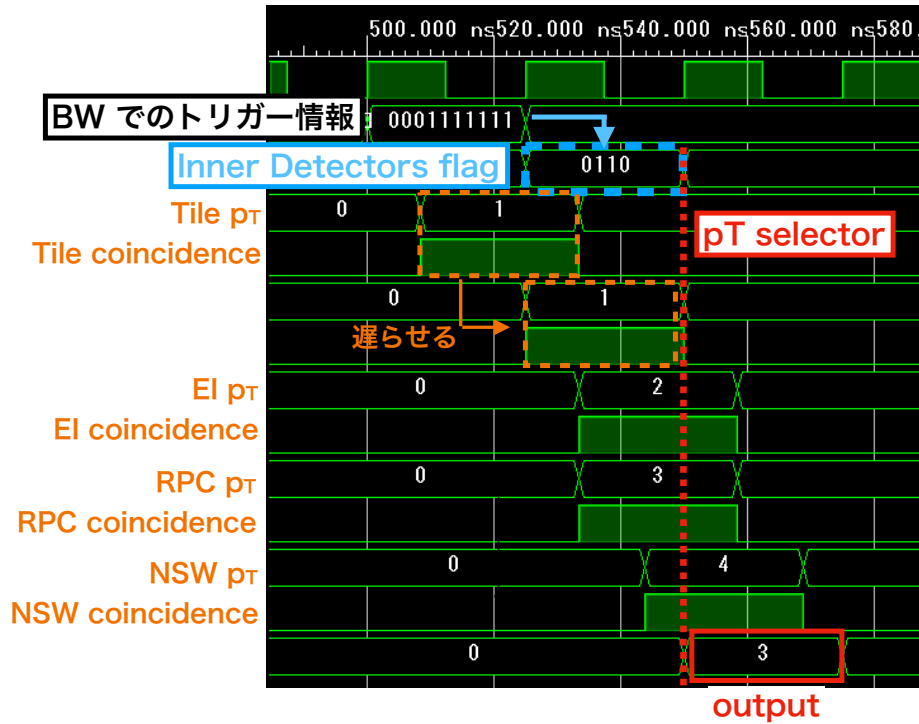 500.000 ns520.000 ns540.000 ns560.000 ns580.
BW でのトリガー情報 0001111111
Inner Detectors flag 0110
Tile pT 0 1
pT selector
Tile coincidence
0 1
遅らせる
EI pT 0 2
EI coincidence
RPC pT 0 3
RPC coincidence
NSW pT 0 4
NSW coincidence
0 3
output